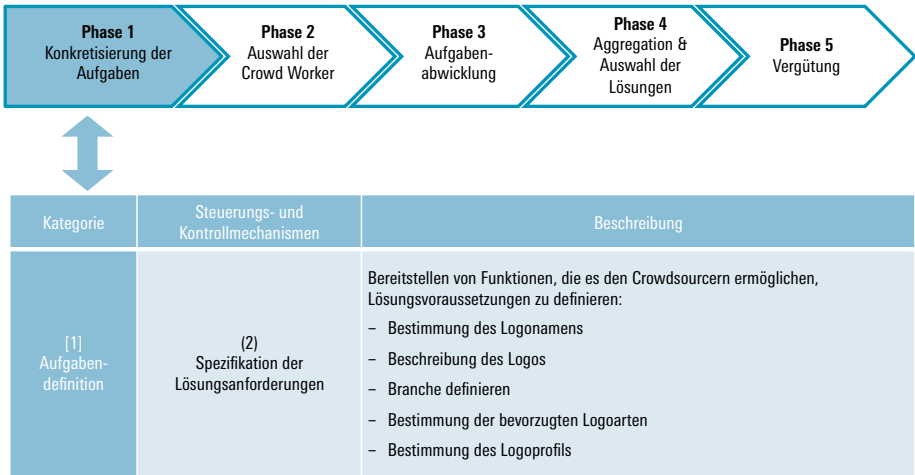 Phase 1
Konkretisierung der
Aufgaben
Phase 2
Auswahl der
Crowd Worker
Phase 3
Aufgaben-
abwicklung
Phase 4
Aggregation &
Auswahl der
Lösungen
Phase 5
Vergütung
Kategorie
Steuerungs- und
Kontrollmechanismen
Beschreibung
[1]
Aufgaben-
definition
(2)
Spezifikation der
Lösungsanforderungen
Bereitstellen von Funktionen, die es den Crowdsourcern ermöglichen,
Lösungsvoraussetzungen zu definieren:
– Bestimmung des Logonamens
– Beschreibung des Logos
– Branche definieren
– Bestimmung der bevorzugten Logoarten
– Bestimmung des Logoprofils